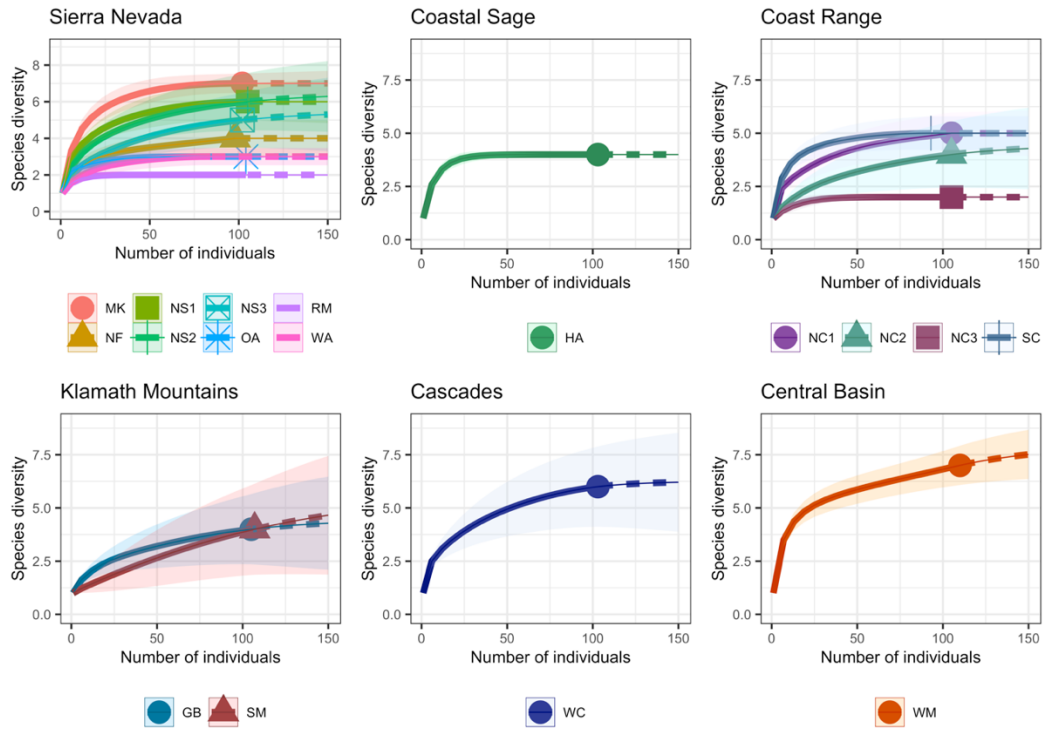 Sierra Nevada
Species diversity
8
6
4
2
0
0 50 100 150
Number of individuals
MK NS1 NS3 RM
NF NS2 OA WA
Coastal Sage
Species diversity
7.5
5.0
2.5
0.0
0 50 100 150
Number of individuals
HA
Coast Range
Species diversity
7.5
5.0
2.5
0.0
0 50 100 150
Number of individuals
NC1 NC2 NC3 SC
Klamath Mountains
Species diversity
7.5
5.0
2.5
0.0
0 50 100 150
Number of individuals
GB SM
Cascades
Species diversity
7.5
5.0
2.5
0.0
0 50 100 150
Number of individuals
WC
Central Basin
Species diversity
7.5
5.0
2.5
0.0
0 50 100 150
Number of individuals
WM